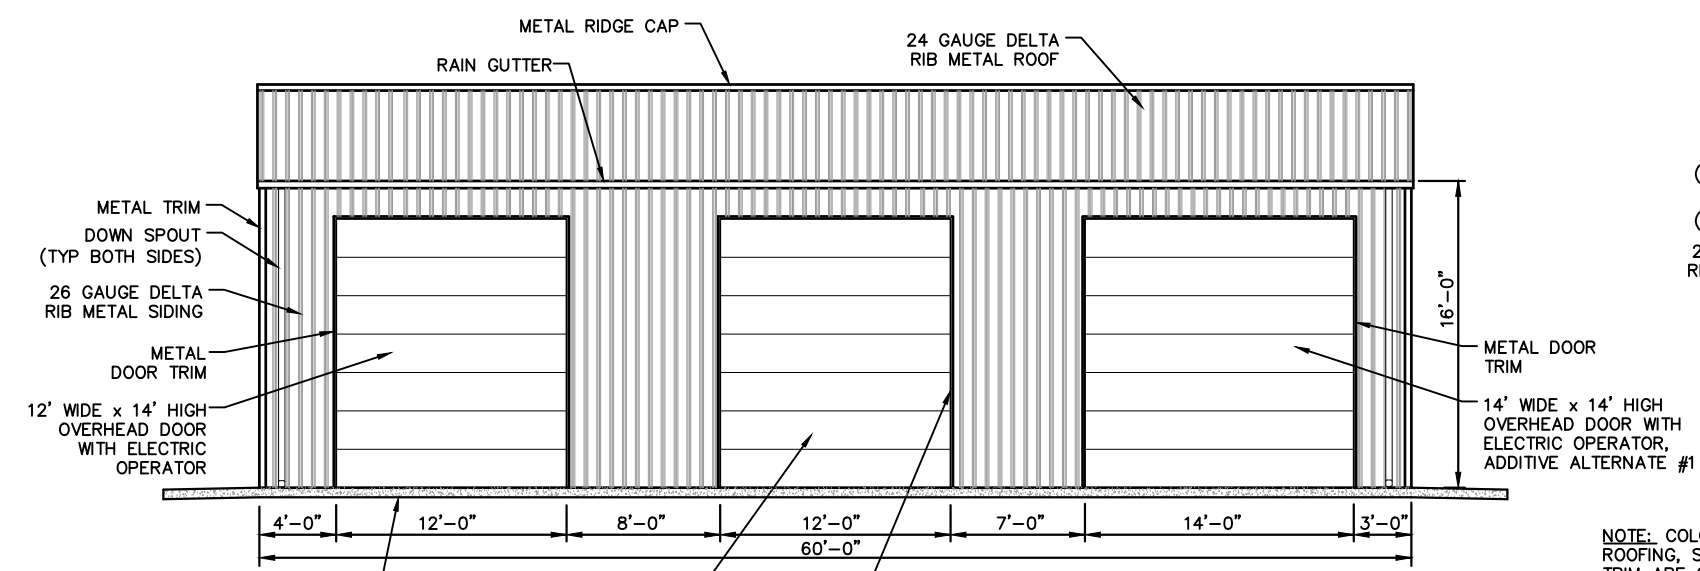 METAL RIDGE CAP
24 GAUGE DELTA
RIB METAL ROOF
RAIN GUTTER
METAL TRIM
DOWN SPOUT
(TYP BOTH SIDES)
26 GAUGE DELTA
RIB METAL SIDING
METAL
DOOR TRIM
12' WIDE x 14' HIGH
OVERHEAD DOOR
WITH ELECTRIC
OPERATOR
16'-0"
METAL DOOR
TRIM
14' WIDE x 14' HIGH
OVERHEAD DOOR WITH
ELECTRIC OPERATOR,
ADDITIVE ALTERNATE #1
4'-0" 12'-0" 8'-0" 12'-0" 7'-0" 14'-0" 3'-0"
60'-0"
(
(
2
R
NOTE: COL
ROOFING, S